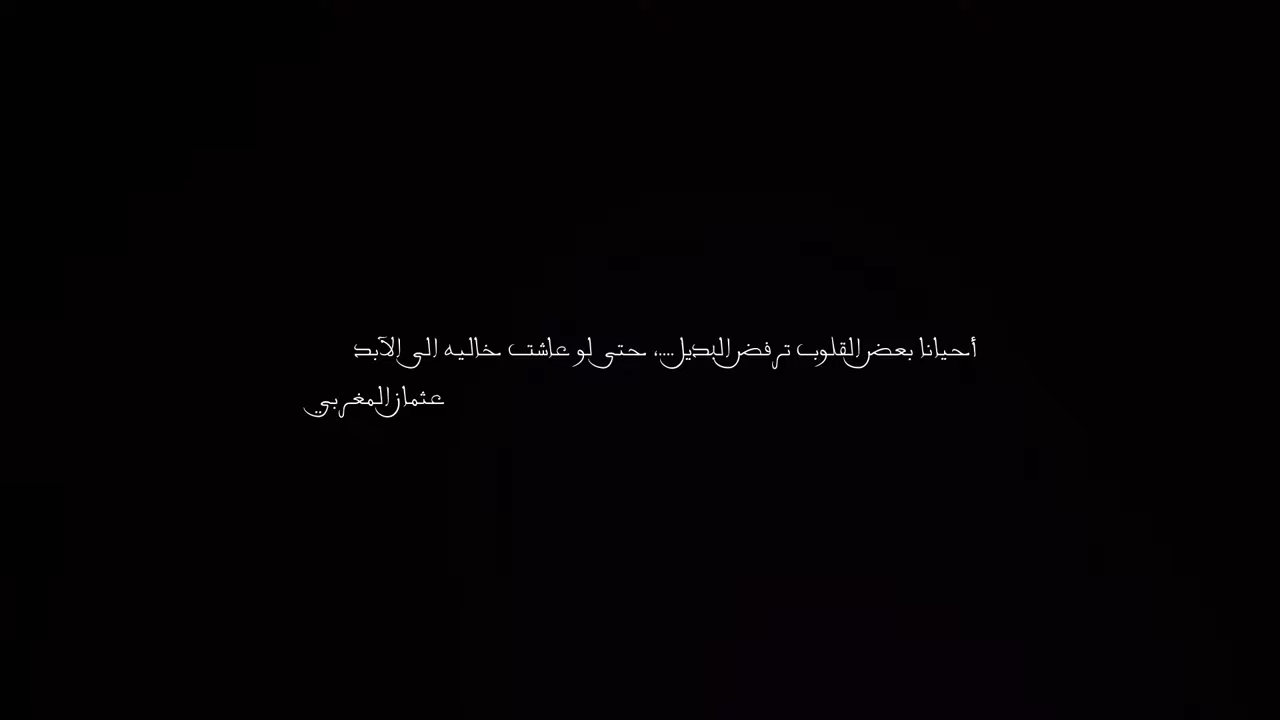 أحيانا بعض القلوب ترفض البديل....، حتى لو عاشت خاليه الى الآبد
عثمان المغربي